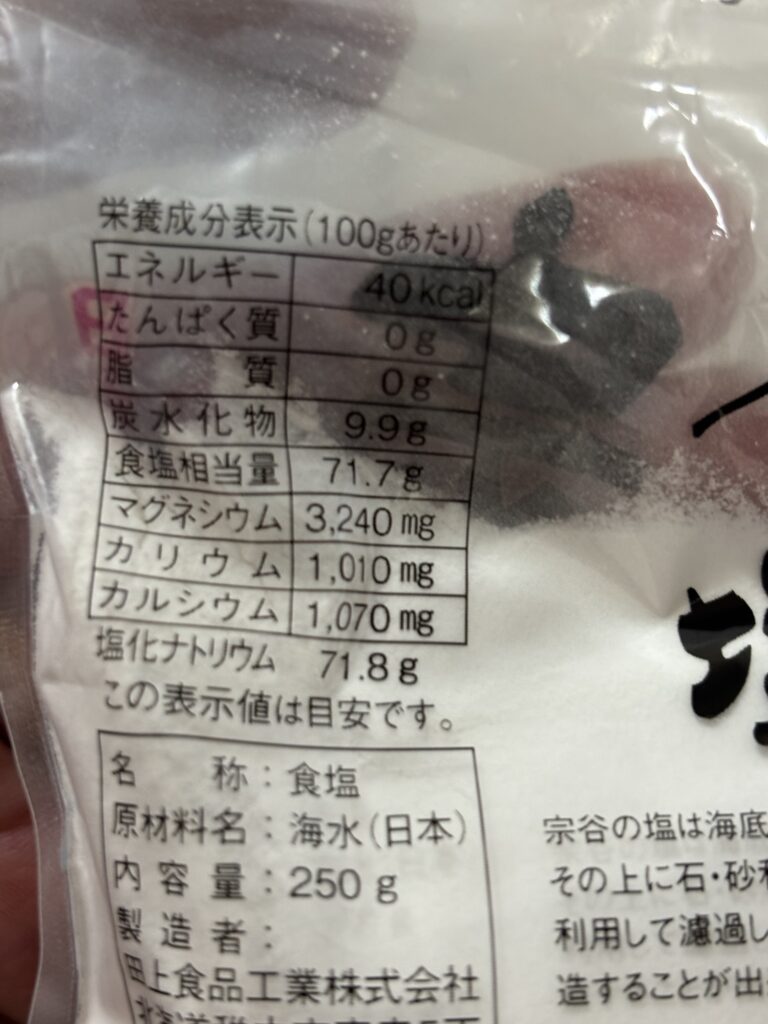 栄養成分表示(100gあたり)
エネルギー 40kcal
たんぱく質 0g
脂質 0g
炭水化物 9.9g
食塩相当量 71.7g
マグネシウム 3,240mg
カリウム 1,010mg
カルシウム 1,070mg
塩化ナトリウム 71.8g
この表示値は目安です。
名称:食塩
原材料名:海水(日本)
内容量:250g
製造者:
田上食品工業株式会社
塩
宗谷の塩は海底
その上に石・砂利
利用して濾過し
造することが出